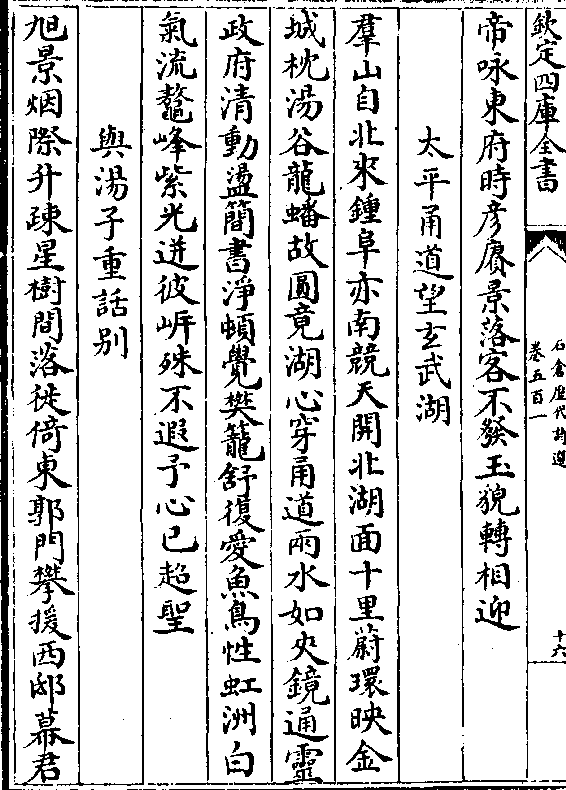 欽定四庫全書
石倉歷代詩選
卷五百一
十六
帝咏東府時彦賡景落客不發玉貌轉相迎
太平甬道望玄武湖
羣山自北來鍾阜亦南競天開北湖面十里蔚環映金
城枕湯谷龍蟠故圓竟湖心穿甬道兩水如夾鏡通靈
政府清動盪簡書淨頓覺樊籠舒復愛魚鳥性虹洲白
氣流鼇峰紫光迸彼岍殊不遐予心已超聖
與湯子重話別
旭景烟際升疎星樹間落徙倚東郭門攀援西邸幕君